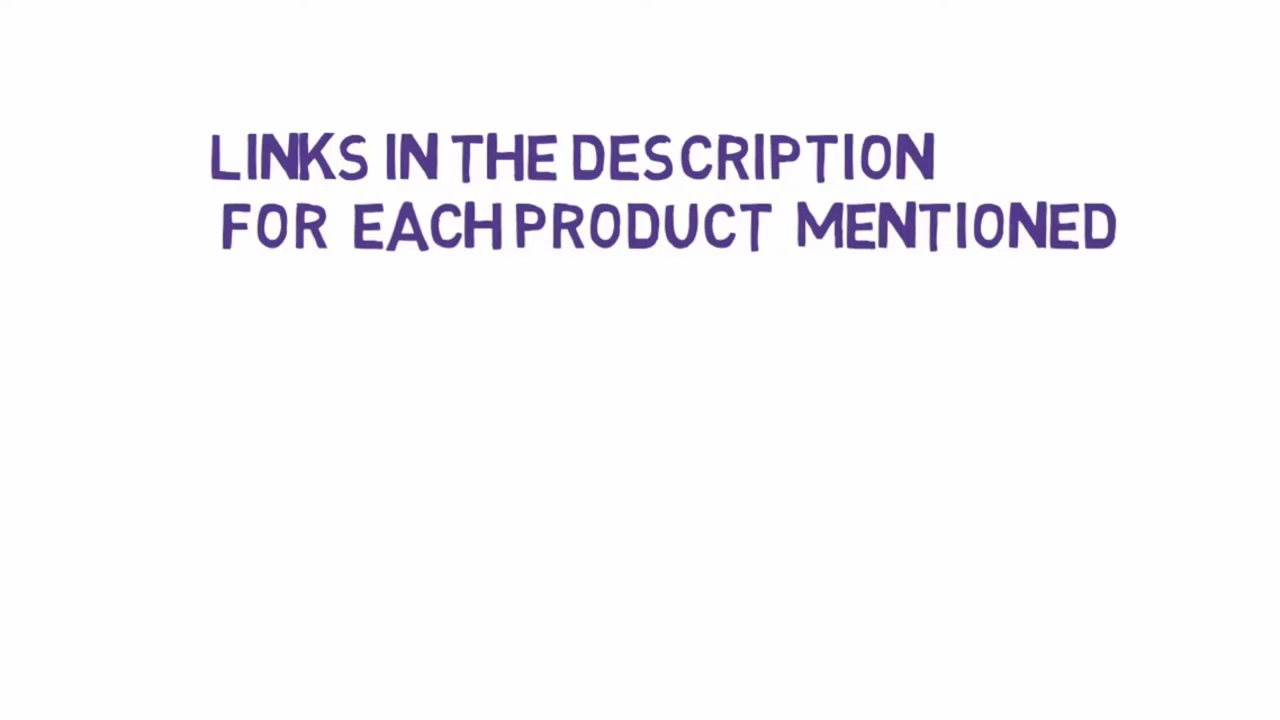 LINKS IN THE DESCRIPTION
FOR EACH PRODUCT MENTIONED